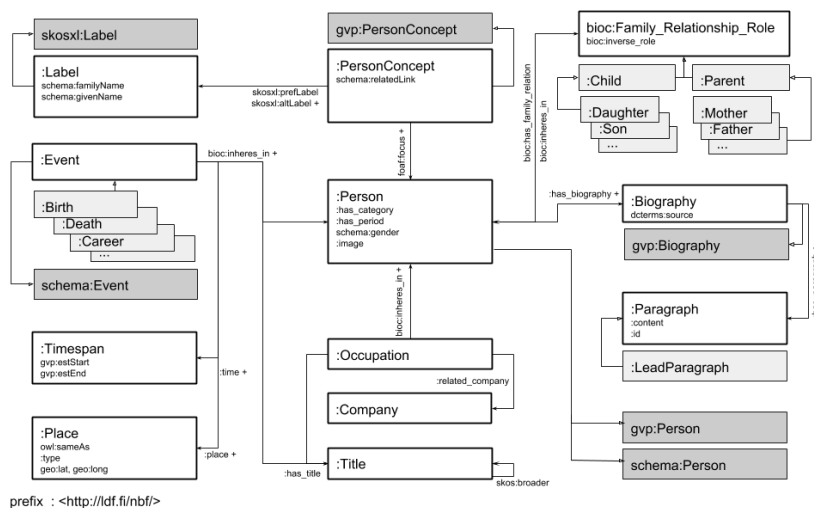 skosxl:Label
:Label
schema:familyName
schema:givenName
gvp:PersonConcept
:PersonConcept
schema:relatedLink
skosxl:prefLabel
skosxl:altLabel +
bioc:Family_Relationship_Role
bioc:inverse_role
:Child
:Parent
:Daughter
:Son
...
:Mother
:Father
...
bioc:has_family_relation
bioc:inheres_in
foaf:focus +
:Event
bioc:inheres_in +
:Birth
:Death
:Career
...
schema:Event
:Person
:has_category
:has_period
schema:gender
:image
:has_biography +
:Biography
dcterms:source
gvp:Biography
:Paragraph
:content
:id
:LeadParagraph
bioc:inheres_in +
:Timespan
gvp:estStart
gvp:estEnd
:time +
:Occupation
:related_company
:Company
:Place
owl:sameAs
:type
geo:lat, geo:long
:place +
:has_title
:Title
skos:broader
gvp:Person
schema:Person
prefix : <http://ldf.fi/nbf/>